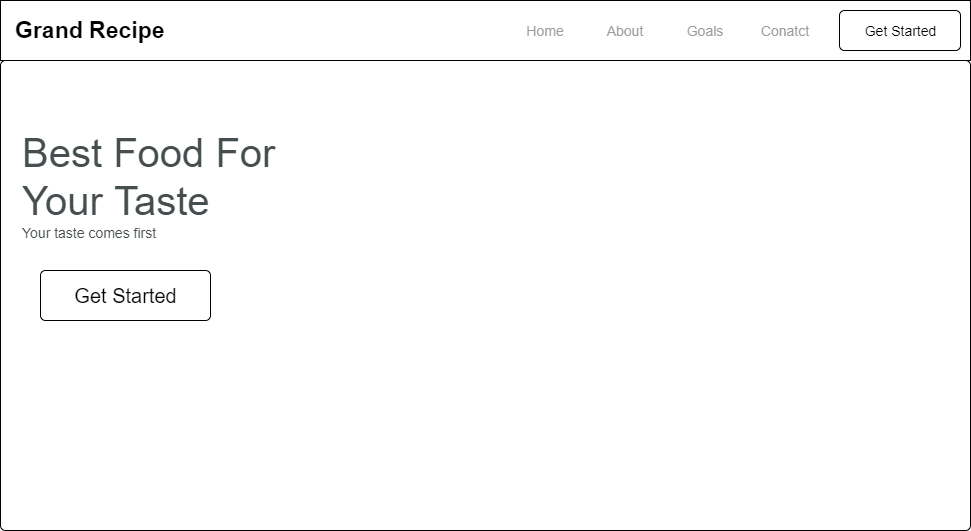 Grand Recipe
Home
About
Goals
Conatct
Get Started
Best Food For
Your Taste
Your taste comes first
Get Started